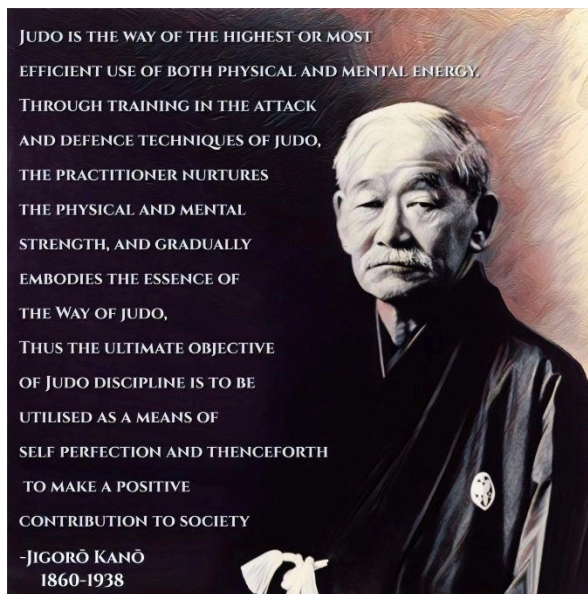 Judo is the way of the highest or most
efficient use of both physical and mental energy.
Through training in the attack
and defence techniques of judo,
the practitioner nurtures
the physical and mental
strength, and gradually
embodies the essence of
the Way of judo,
Thus the ultimate objective
of Judo discipline is to be
utilised as a means of
self perfection and thenceforth
to make a positive
contribution to society
-Jigorō Kanō
1860-1938